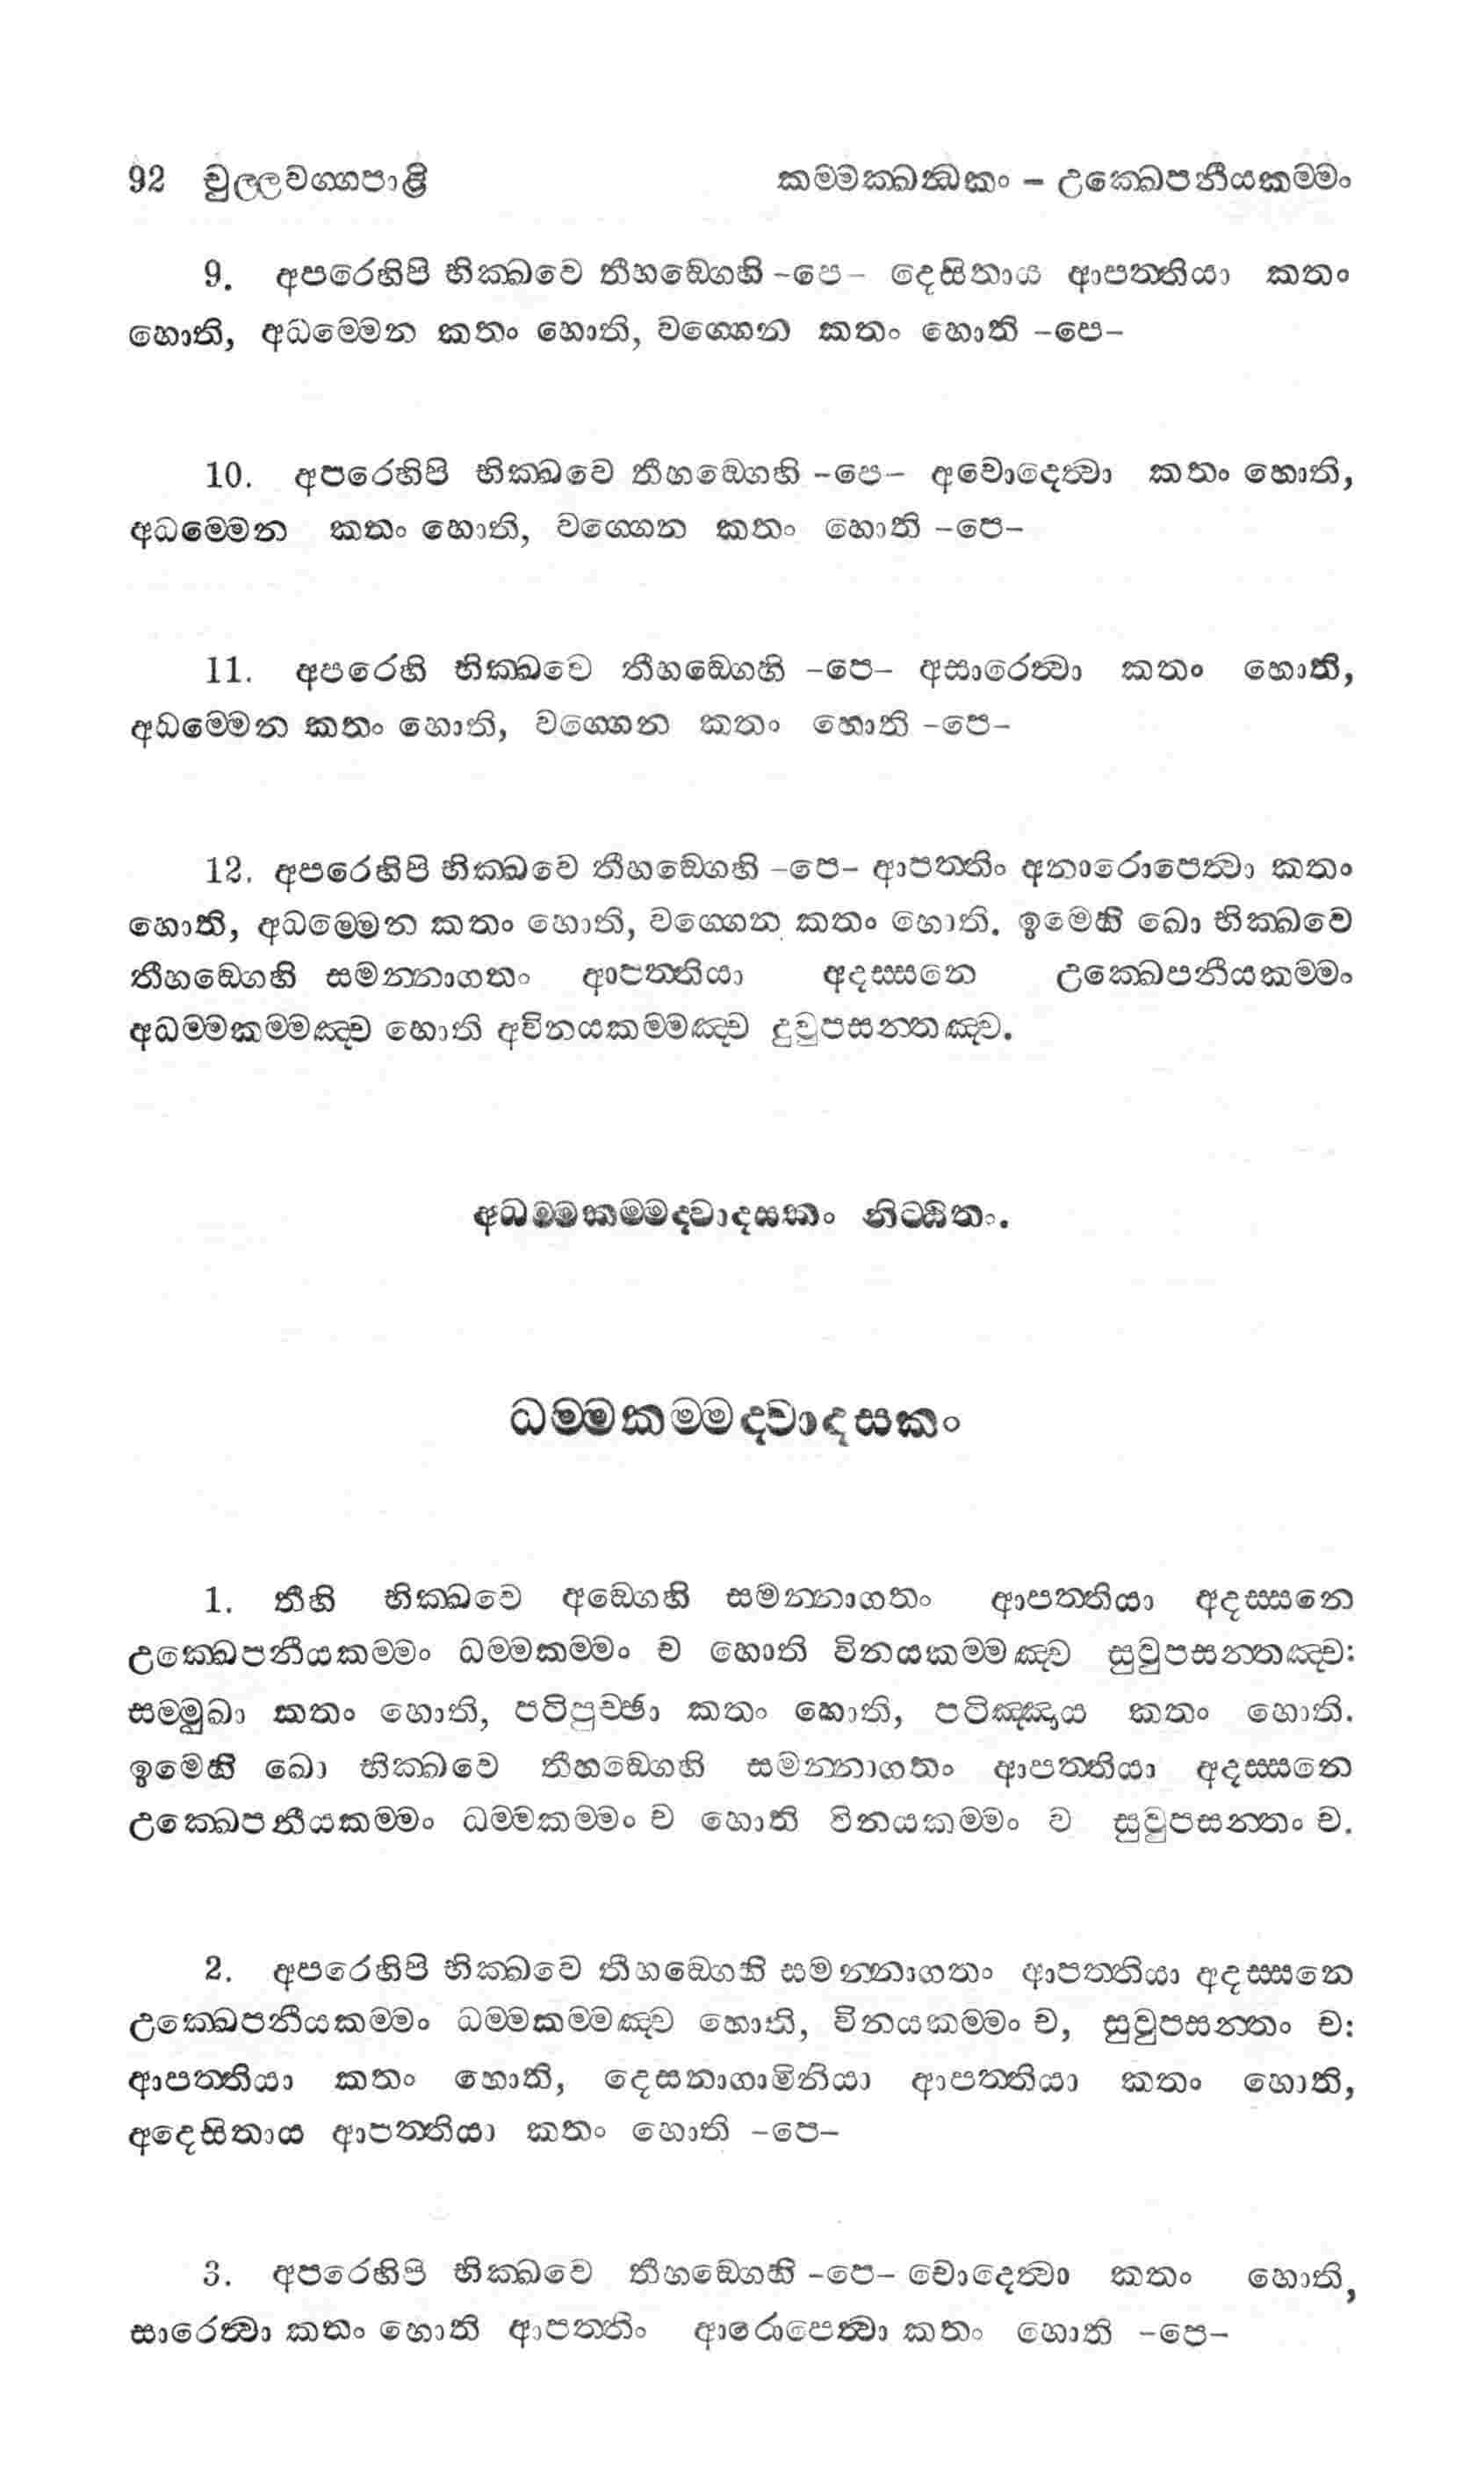 92 චුල්ලවග්ගපාළි කම්මක්ඛන්ධකං – උක්ඛෙපනීයකම්මං
9. අපරෙහිපි භික්ඛවෙ තීහඞ්ගෙහි -පෙ- දෙසිතාය ආපත්තියා කතං
හොති, අධම්මෙන කතං හොති, වග්ගෙන කතං හොති -පෙ-
10. අපරෙහිපි භික්ඛවෙ තීහඞ්ගෙහි -පෙ- අචොදෙත්වා කතං හොති,
අධම්මෙන කතං හොති, වග්ගෙන කතං හොති -පෙ-
11. අපරෙහි භික්ඛවෙ තීහඞ්ගෙහි -පෙ- අසාරෙත්වා කතං හොති,
අධම්මෙන කතං හොති, වග්ගෙන කතං හොති -පෙ-
12. අපරෙහිපි භික්ඛවෙ තීහඞ්ගෙහි -පෙ- ආපත්තිං අනාරොපෙත්වා කතං
හොති, අධම්මෙන කතං හොති, වග්ගෙන කතං හොති. ඉමෙහි ඛො භික්ඛවෙ
තීහඞ්ගෙහි සමන්නාගතං ආපත්තියා අදස්සනෙ උක්ඛෙපනීයකම්මං
අධම්මකම්මඤ්ච හොති අවිනයකම්මඤ්ච දුවුපසන්තඤ්ච.
අධම්මකම්මද්වාදසකං නිට්ඨිතං.
ධම්මකම්මද්වාදසකං
1. තීහි භික්ඛවෙ අඞ්ගෙහි සමන්නාගතං ආපත්තියා අදස්සනෙ
උක්ඛෙපනීයකම්මං ධම්මකම්මං ච හොති විනයකම්මඤ්ච සුවුපසන්තඤ්ච:
සම්මුඛා කතං හොති, පටිපුච්ඡා කතං හොති, පටිඤ්ඤාය කතං හොති.
ඉමෙහි ඛො භික්ඛවෙ තීහඞ්ගෙහි සමන්නාගතං ආපත්තියා අදස්සනෙ
උක්ඛෙපනීයකම්මං ධම්මකම්මං ච හොති විනයකම්මං ච සුවුපසන්තං ච.
2. අපරෙහිපි භික්ඛවෙ තීහඞ්ගෙහි සමන්නාගතං ආපත්තියා අදස්සනෙ
උක්ඛෙපනීයකම්මං ධම්මකම්මඤ්ච හොති, විනයකම්මං ච, සුවුපසන්තං ච:
ආපත්තියා කතං හොති, දෙසනාගාමිනියා ආපත්තියා කතං හොති,
අදෙසිතාය ආපත්තියා කතං හොති -පෙ-
3. අපරෙහිපි භික්ඛවෙ තීහඞ්ගෙහි -පෙ- චොදෙත්වා කතං හොති,
සාරෙත්වා කතං හොති ආපත්තිං ආරොපෙත්වා කතං හොති -පෙ-